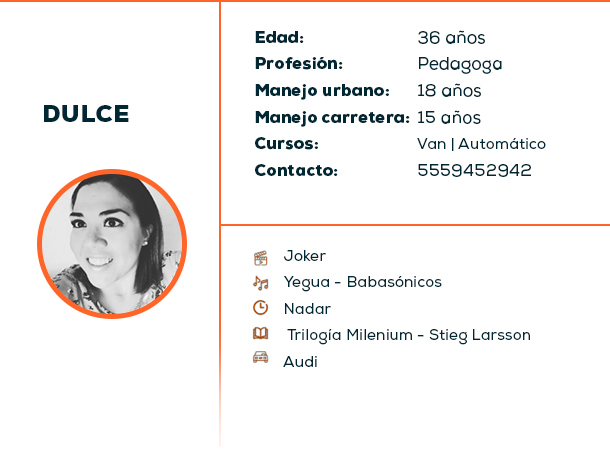 DULCE
Edad: 36 años
Profesión: Pedagoga
Manejo urbano: 18 años
Manejo carretera: 15 años
Cursos: Van | Automático
Contacto: 5559452942
Joker
Yegua - Babasónicos
Nadar
Trilogía Milenium - Stieg Larsson
Audi